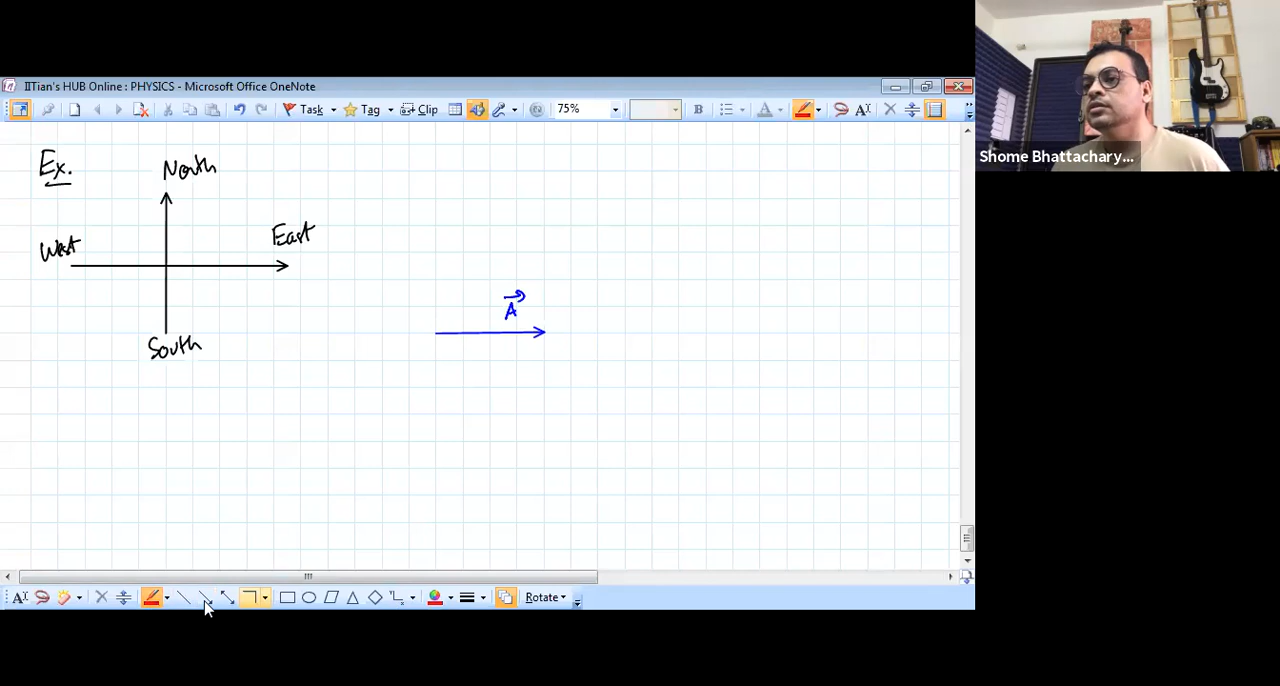 IITian's HUB Online : PHYSICS - Microsoft Office OneNote
Task Tag Clip 75% B A A
Shome Bhattachary...
Ex.
North
West
East
A
South
A Rotate